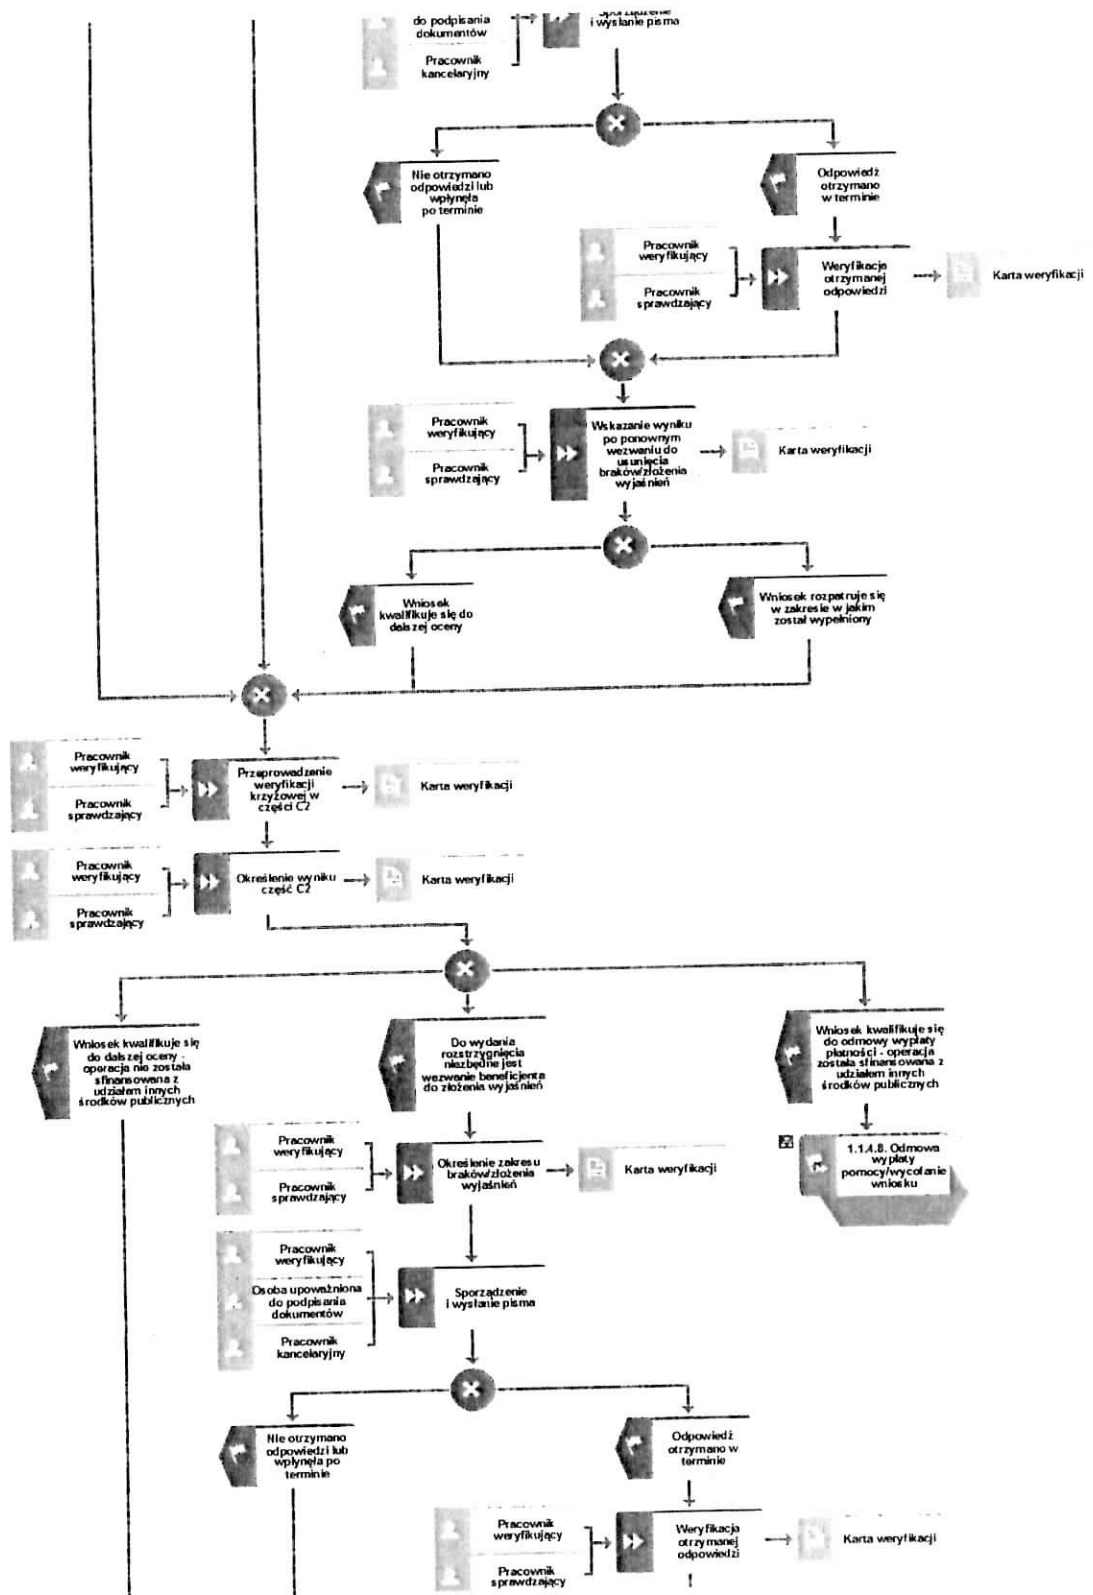 do podpisania
dokumentów
Pracownik
kancelaryjny
Sporządzenie
i wysłanie pisma
Nie otrzymano
odpowiedzi lub
wpłynęła
po terminie
Odpowiedź
otrzymano
w terminie
Pracownik
weryfikujący
Pracownik
sprawdzający
Weryfikacja
otrzymanej
odpowiedzi
Karta weryfikacji
Pracownik
weryfikujący
Pracownik
sprawdzający
Wskazanie wyniku
po ponownym
wezwaniu do
usunięcia
braków/złożenia
wyjaśnień
Karta weryfikacji
Wniosek
kwalifikuje się do
dalszej oceny
Wniosek rozpatruje się
w zakresie w jakim
został wypełniony
Pracownik
weryfikujący
Pracownik
sprawdzający
Przeprowadzenie
weryfikacji
krzyżowej w
części C2
Karta weryfikacji
Pracownik
weryfikujący
Pracownik
sprawdzający
Określenie wyniku
część C2
Karta weryfikacji
Wniosek kwalifikuje się
do dalszej oceny -
operacja nie została
sfinansowana z
udziałem innych
środków publicznych
Do wydania
rozstrzygnięcia
niezbędne jest
wezwanie beneficjenta
do złożenia wyjaśnień
Wniosek kwalifikuje się
do odmowy wypłaty
płatności - operacja
została sfinansowana z
udziałem innych
środków publicznych
Pracownik
weryfikujący
Pracownik
sprawdzający
Określenie zakresu
braków/złożenia
wyjaśnień
Karta weryfikacji
1.1.4.8. Odmowa
wypłaty
pomocy/wycofanie
wniosku
Pracownik
weryfikujący
Osoba upoważniona
do podpisania
dokumentów
Pracownik
kancelaryjny
Sporządzenie
i wysłanie pisma
Nie otrzymano
odpowiedzi lub
wpłynęła po
terminie
Odpowiedź
otrzymano w
terminie
Pracownik
weryfikujący
Pracownik
sprawdzający
Weryfikacja
otrzymanej
odpowiedzi
Karta weryfikacji